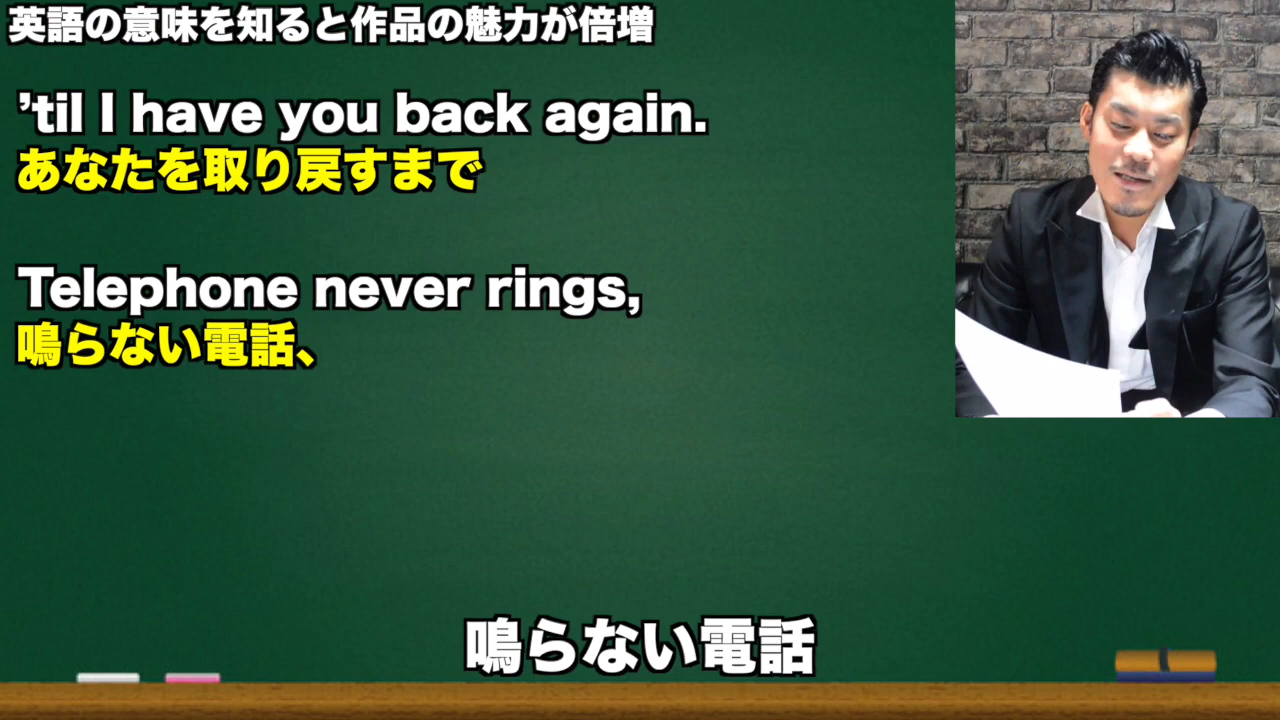 英語の意味を知ると作品の魅力が倍増
’til I have you back again.
あなたを取り戻すまで
Telephone never rings,
鳴らない電話、
鳴らない電話